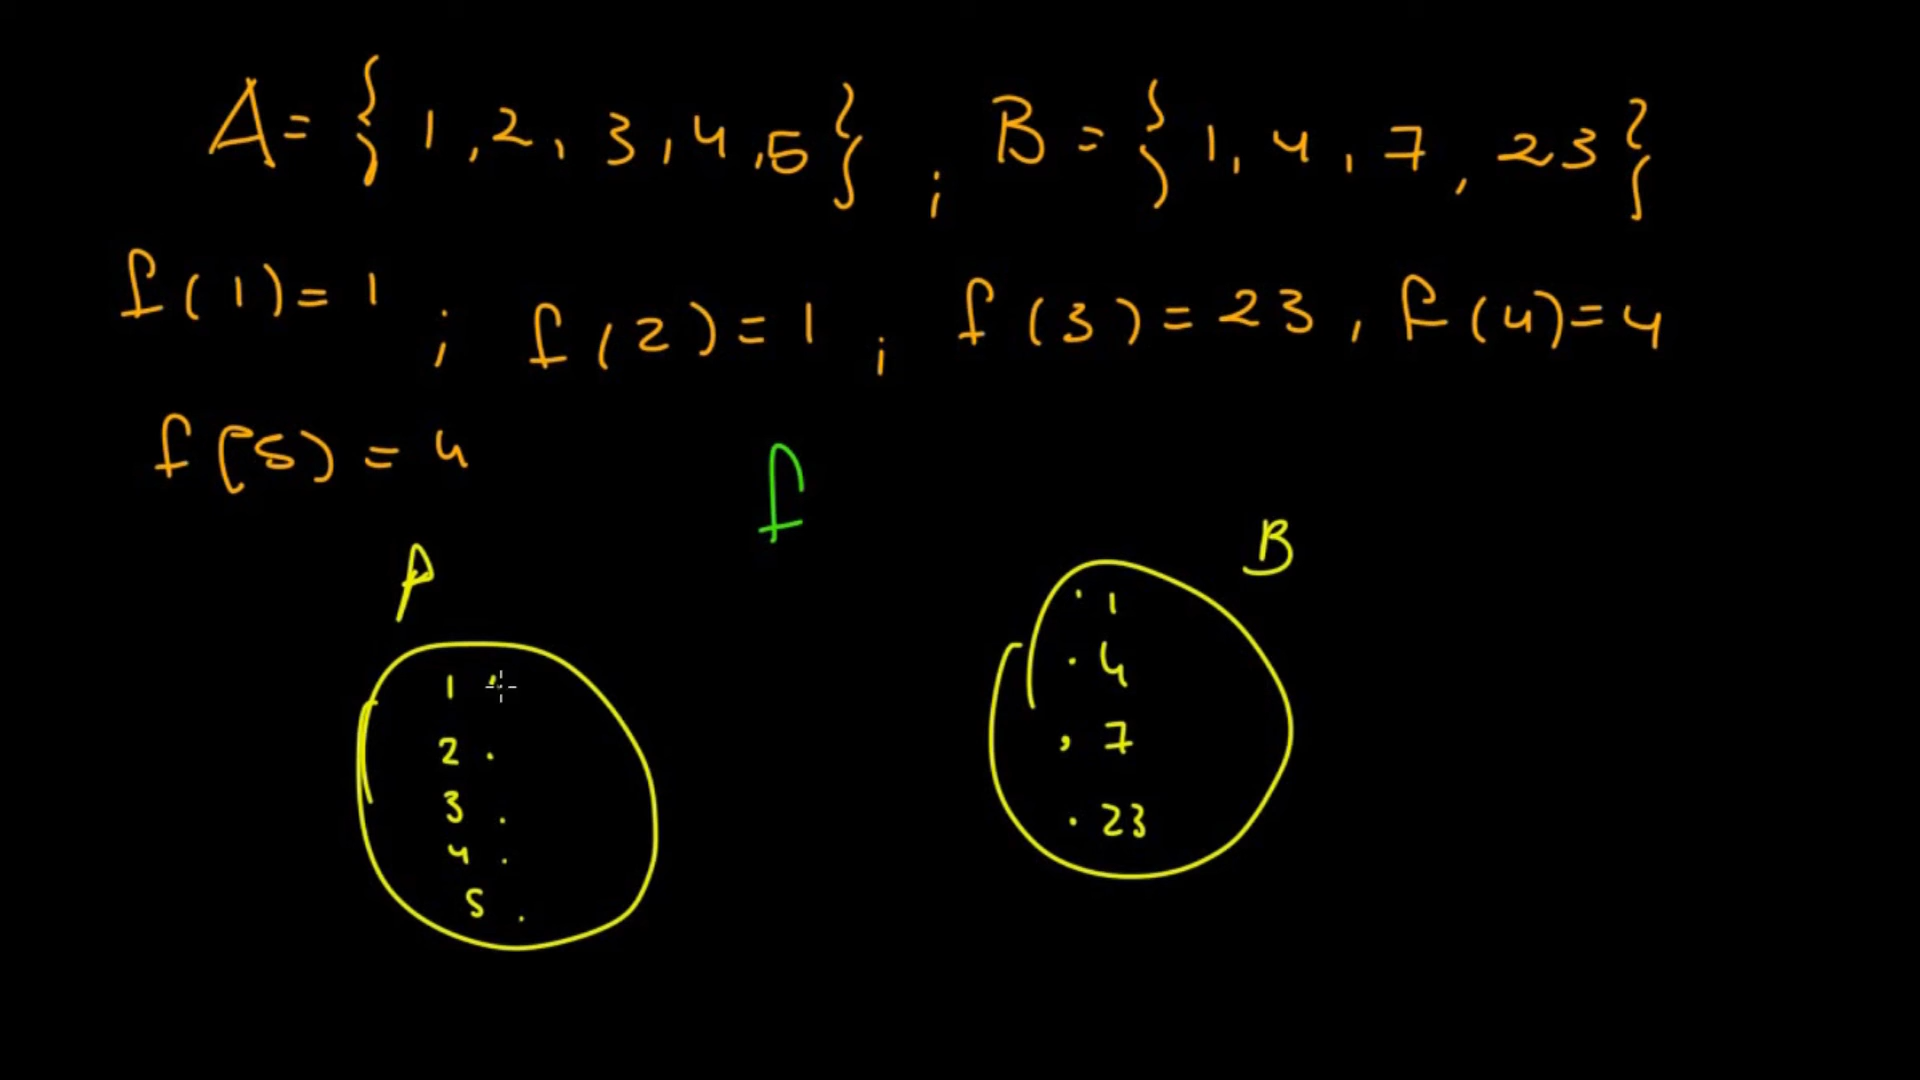 A = { 1 , 2 , 3 , 4 , 5 } ; B = { 1 , 4 , 7 , 23 }
f ( 1 ) = 1 ; f ( 2 ) = 1 ; f ( 3 ) = 23 , f ( 4 ) = 4
f ( 5 ) = 4
f
A
1 .
2 .
3 .
4 .
5 .
B
. 1
. 4
. 7
. 23